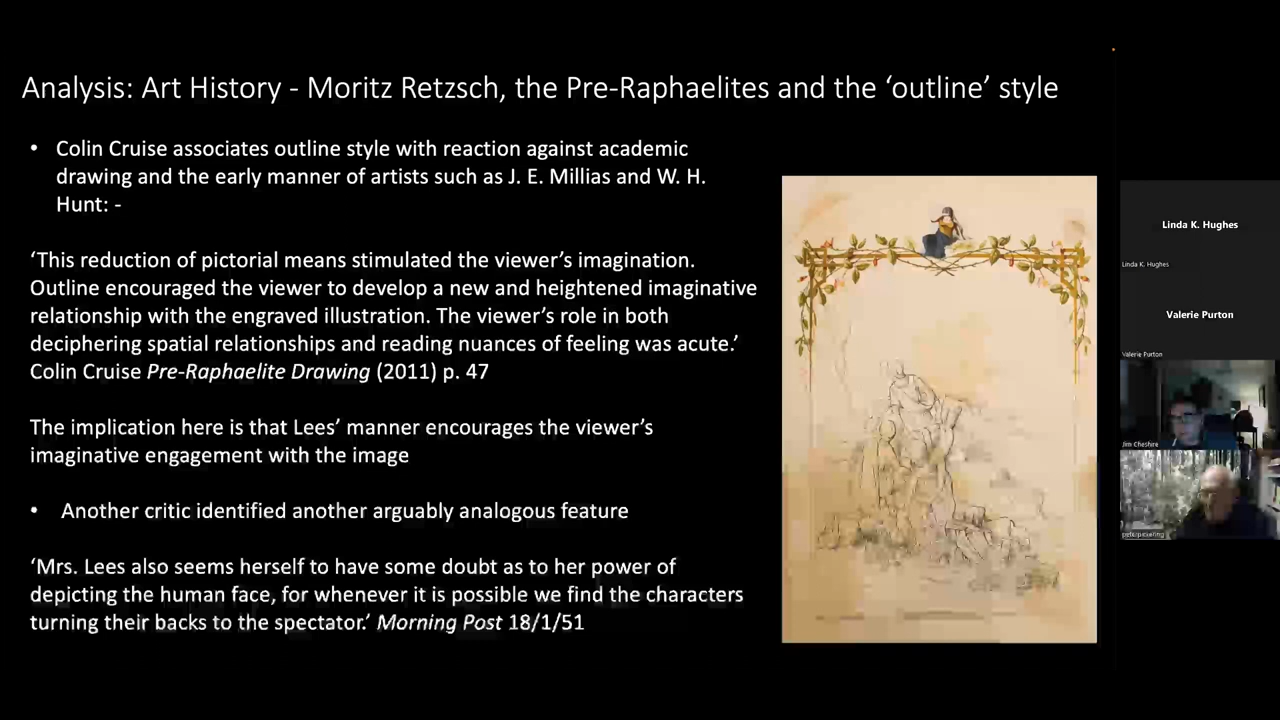 Analysis: Art History - Moritz Retzsch, the Pre-Raphaelites and the ‘outline’ style
• Colin Cruise associates outline style with reaction against academic
drawing and the early manner of artists such as J. E. Millias and W. H.
Hunt: -
‘This reduction of pictorial means stimulated the viewer’s imagination.
Outline encouraged the viewer to develop a new and heightened imaginative
relationship with the engraved illustration. The viewer’s role in both
deciphering spatial relationships and reading nuances of feeling was acute.’
Colin Cruise Pre-Raphaelite Drawing (2011) p. 47
The implication here is that Lees’ manner encourages the viewer’s
imaginative engagement with the image
• Another critic identified another arguably analogous feature
‘Mrs. Lees also seems herself to have some doubt as to her power of
depicting the human face, for whenever it is possible we find the characters
turning their backs to the spectator.’ Morning Post 18/1/51
Linda K. Hughes
Linda K. Hughes
Valerie Purton
Valerie Purton
Jim Cheshire